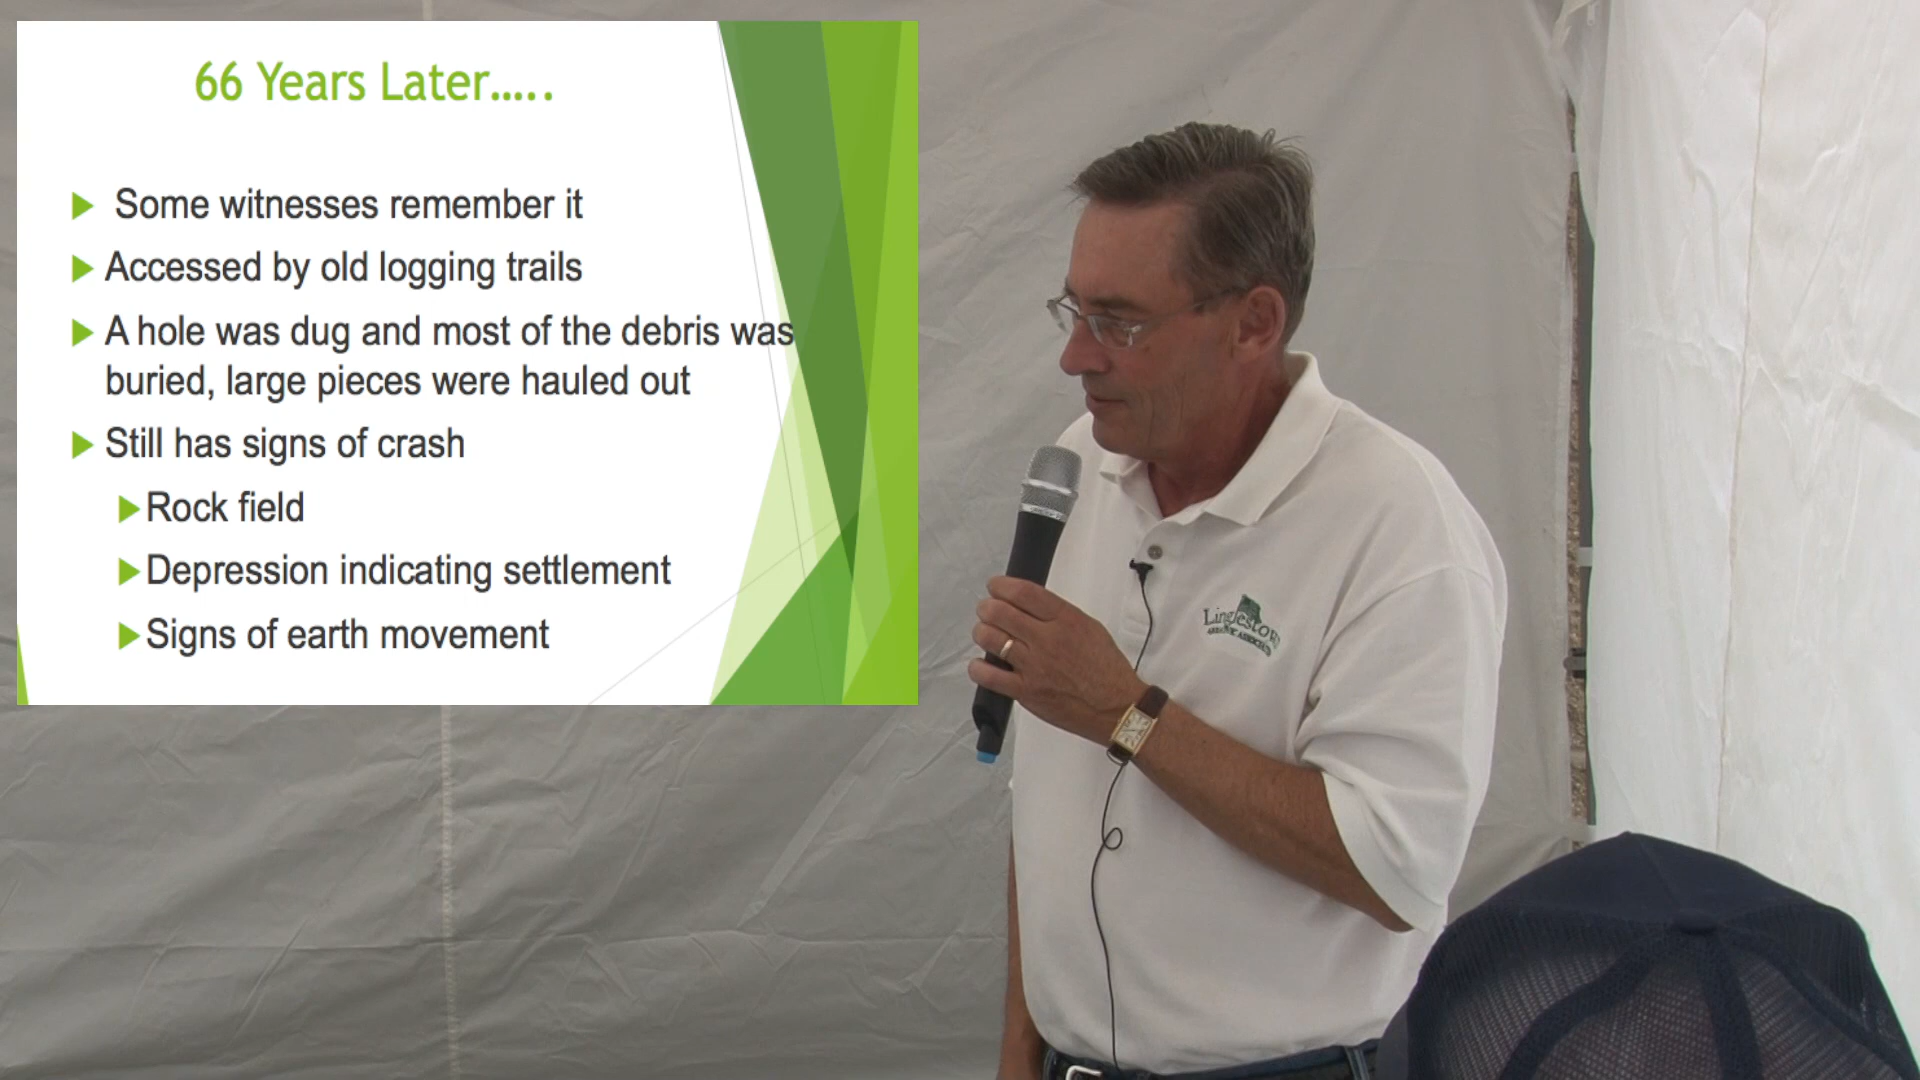 66 Years Later…..
Some witnesses remember it
Accessed by old logging trails
A hole was dug and most of the debris was
buried, large pieces were hauled out
Still has signs of crash
Rock field
Depression indicating settlement
Signs of earth movement
Linglestown